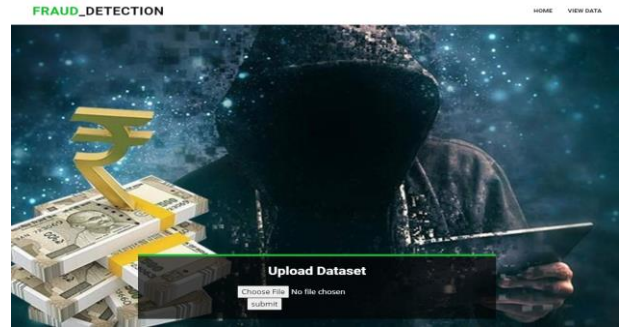 FRAUD_DETECTION
HOME VIEW DATA
₹
Upload Dataset
Choose File No file chosen
submit